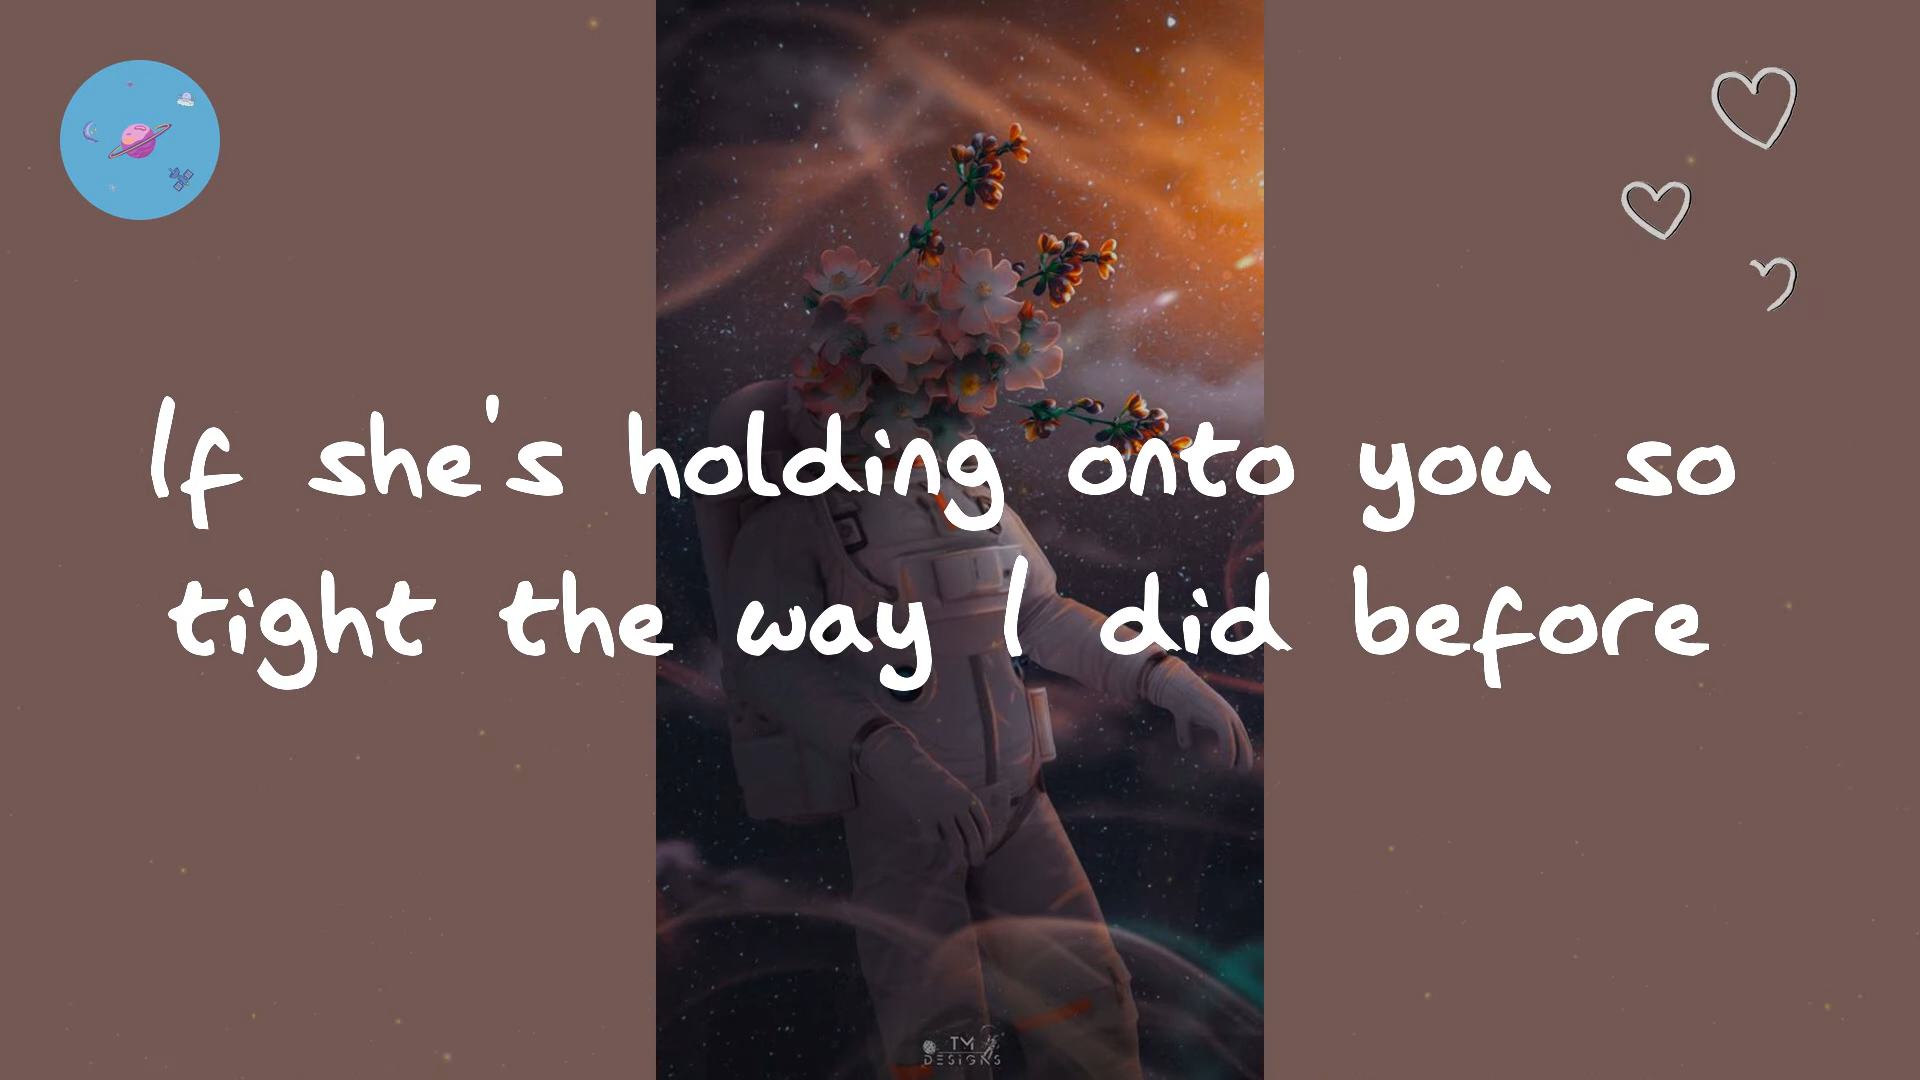 If she's holding onto you so
tight the way I did before
TM
DESIGNS